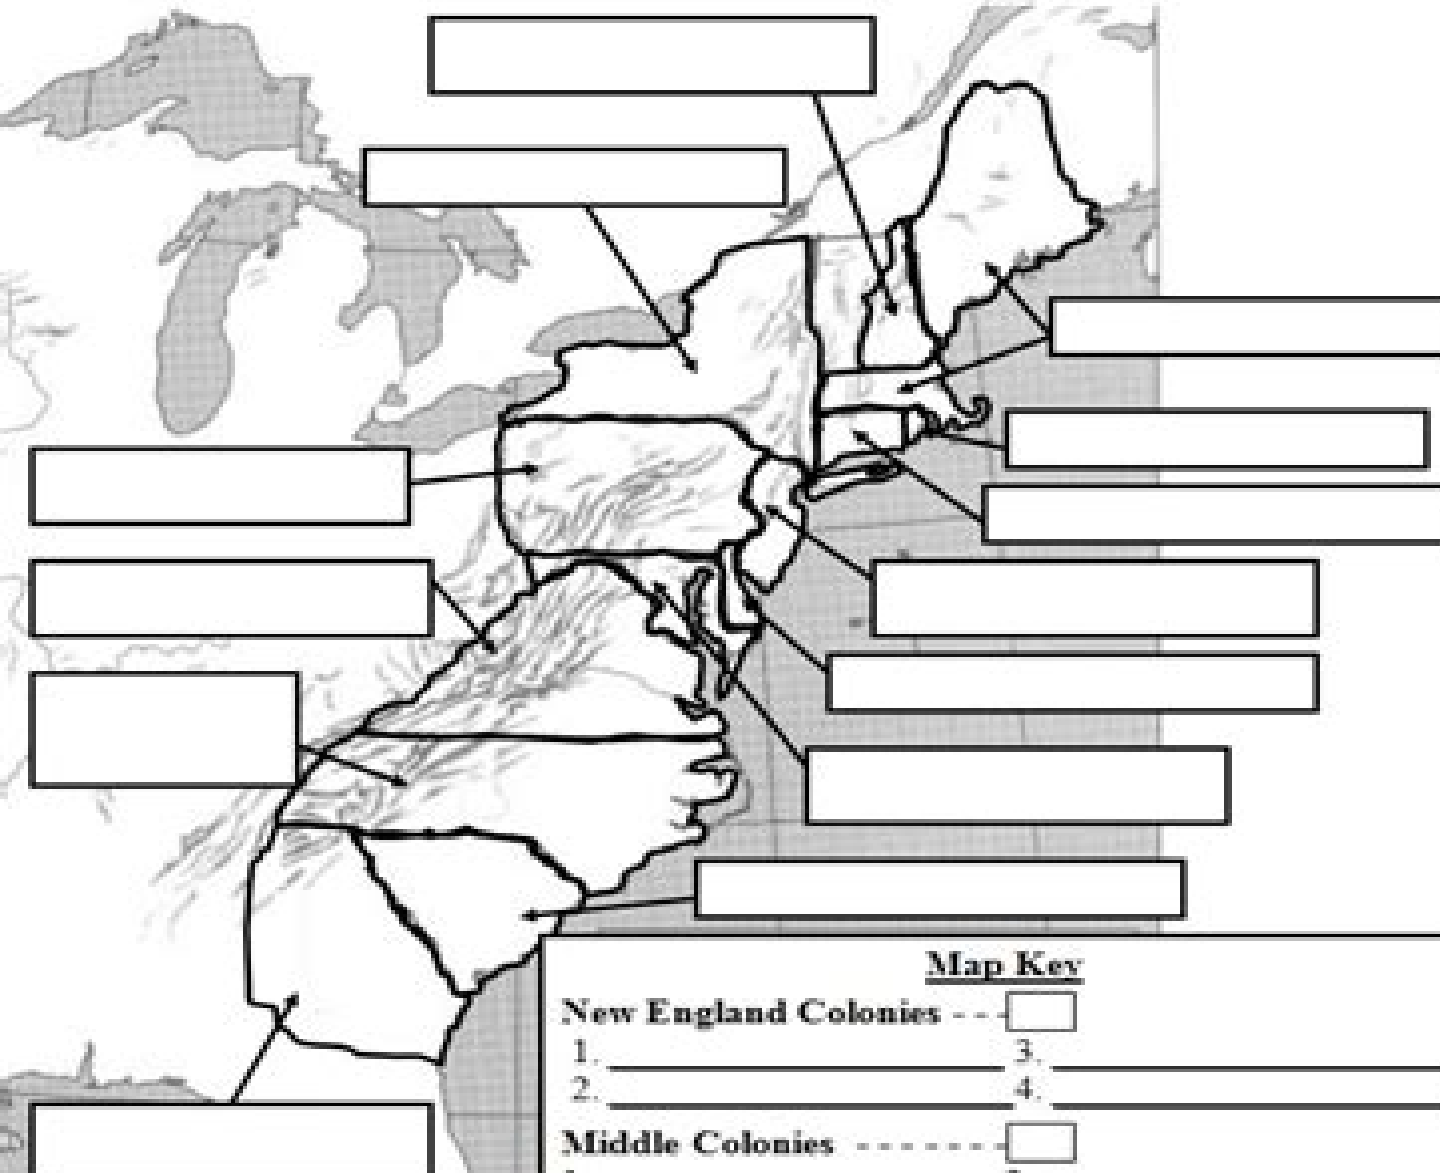 Map Key
New England Colonies - - -
1. 3.
2. 4.
Middle Colonies - - - - - - -